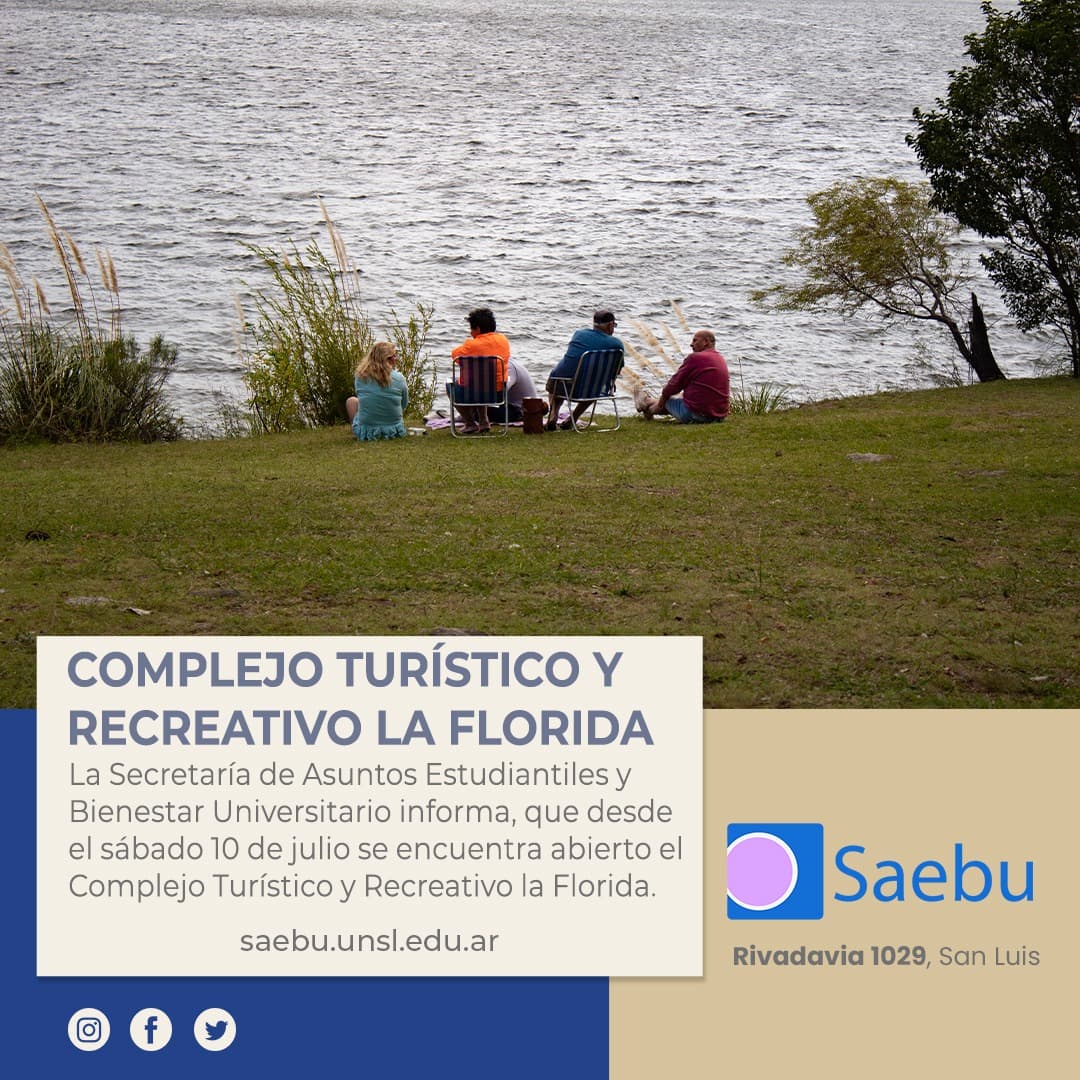 COMPLEJO TURÍSTICO Y
RECREATIVO LA FLORIDA
La Secretaría de Asuntos Estudiantiles y
Bienestar Universitario informa, que desde
el sábado 10 de julio se encuentra abierto el
Complejo Turístico y Recreativo la Florida.
saebu.unsl.edu.ar
Saebu
Rivadavia 1029, San Luis